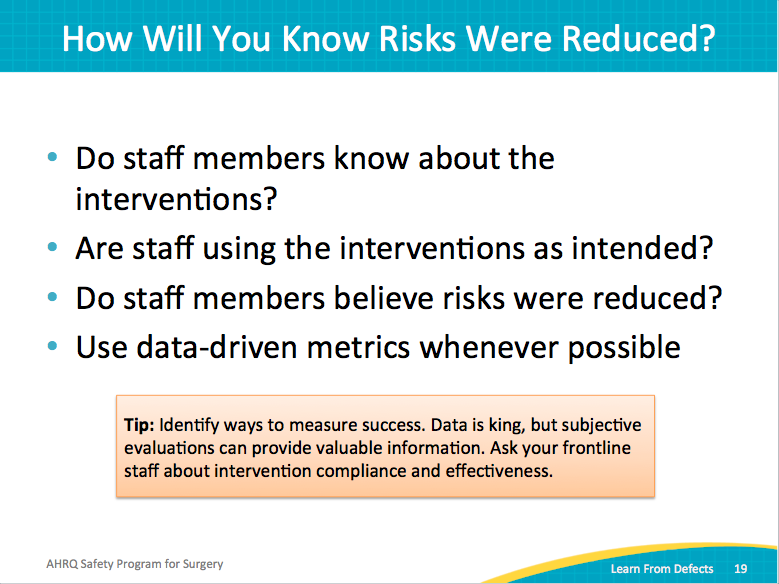 How Will You Know Risks Were Reduced?
• Do staff members know about the
interventions?
• Are staff using the interventions as intended?
• Do staff members believe risks were reduced?
• Use data-driven metrics whenever possible
Tip: Identify ways to measure success. Data is king, but subjective
evaluations can provide valuable information. Ask your frontline
staff about intervention compliance and effectiveness.
AHRQ Safety Program for Surgery
Learn From Defects 19